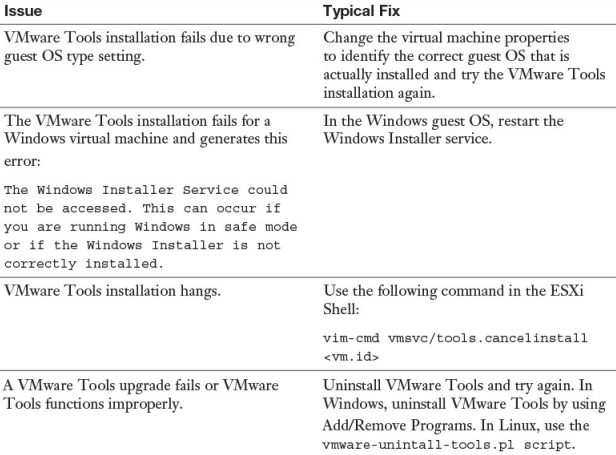 Issue Typical Fix
VMware Tools installation fails due to wrong
guest OS type setting.
Change the virtual machine properties
to identify the correct guest OS that is
actually installed and try the VMware Tools
installation again.
The VMware Tools installation fails for a
Windows virtual machine and generates this
error:
The Windows Installer Service could
not be accessed. This can occur if
you are running Windows in safe mode
or if the Windows Installer is not
correctly installed.
In the Windows guest OS, restart the
Windows Installer service.
VMware Tools installation hangs.
Use the following command in the ESXi
Shell:
vim-cmd vmsvc/tools.cancelinstall
<vm.id>
A VMware Tools upgrade fails or VMware
Tools functions improperly.
Uninstall VMware Tools and try again. In
Windows, uninstall VMware Tools by using
Add/Remove Programs. In Linux, use the
vmware-unintall-tools.pl script.